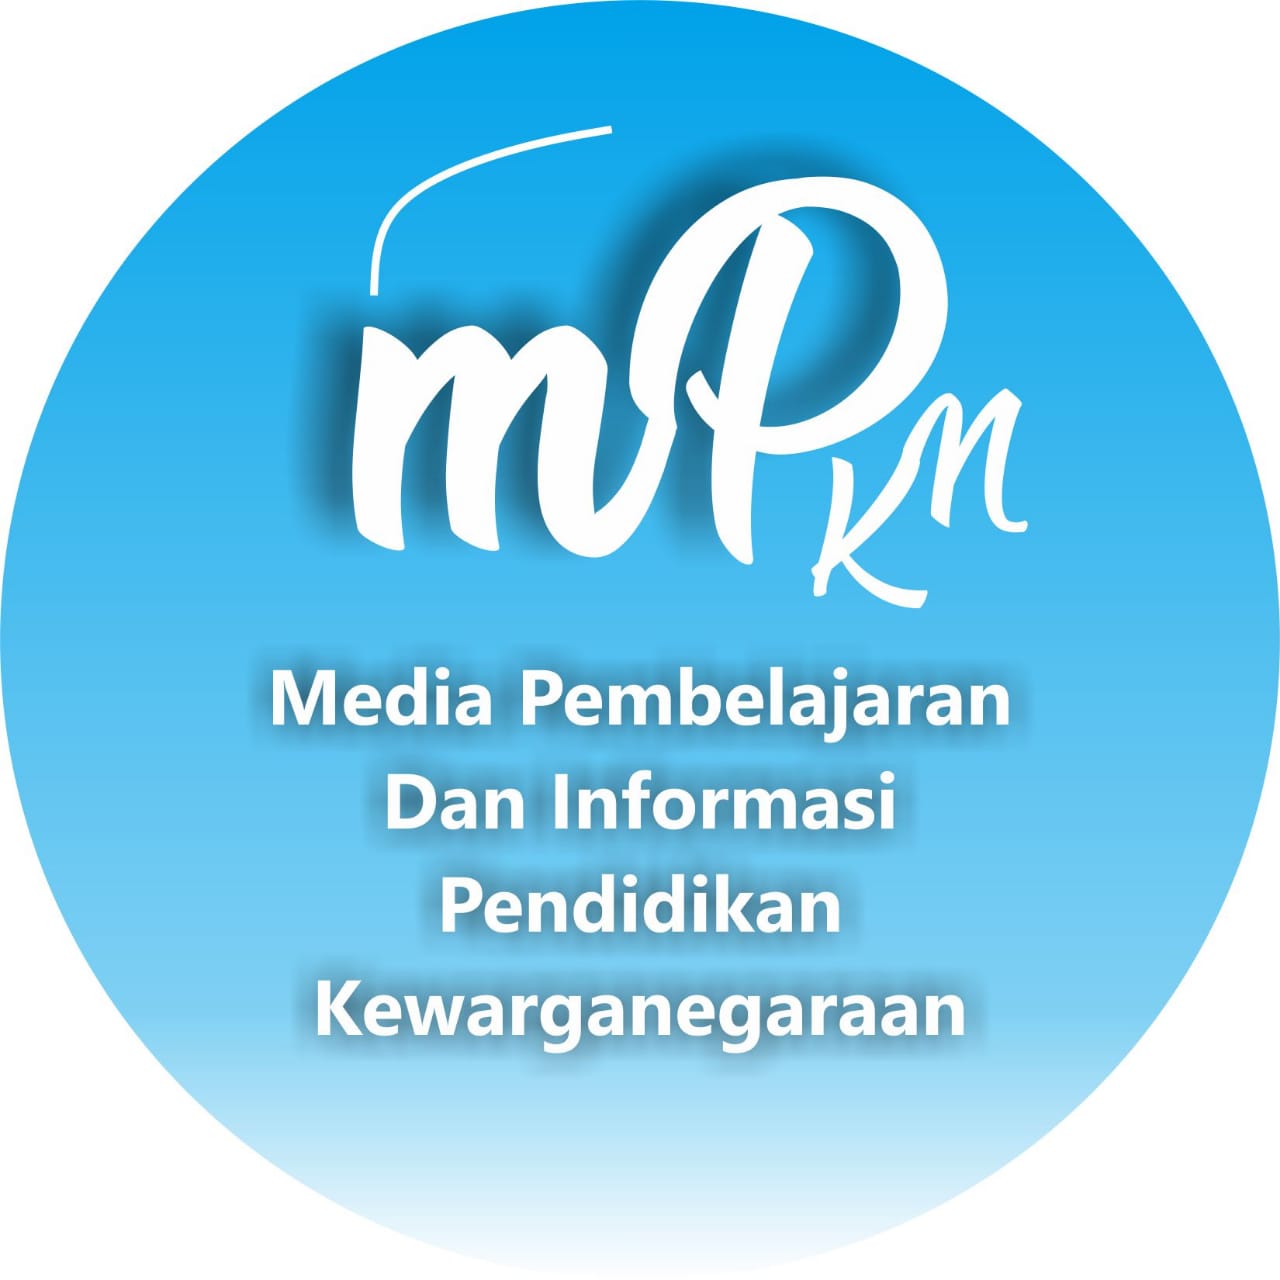 mPKn
Media Pembelajaran
Dan Informasi
Pendidikan
Kewarganegaraan